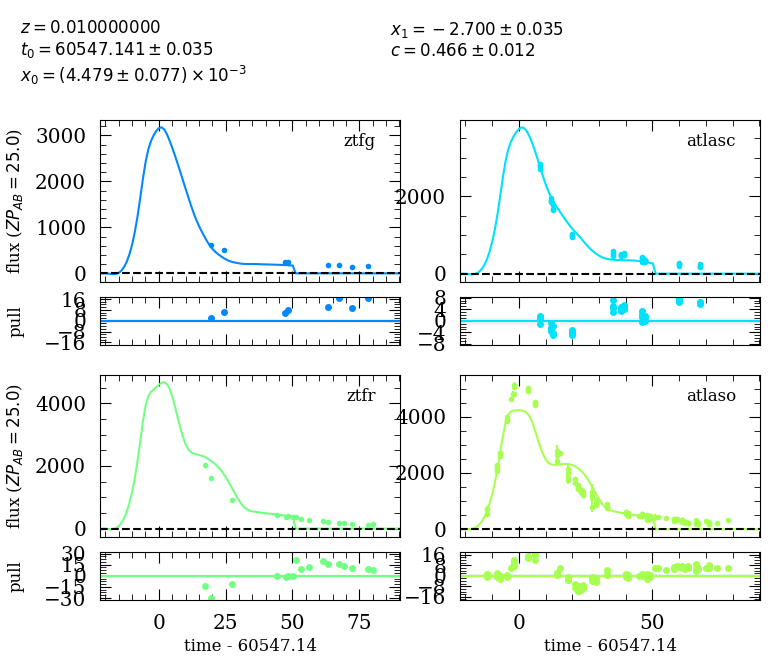 z = 0.010000000
t₀ = 60547.141 ± 0.035
x₀ = (4.479 ± 0.077) × 10⁻³
x₁ = −2.700 ± 0.035
c = 0.466 ± 0.012
ztfg
3000
2000
1000
0
flux (ZP_AB = 25.0)
16
8
0
−8
−16
pull
atlasc
2000
0
8
4
0
−4
−8
ztfr
4000
2000
0
flux (ZP_AB = 25.0)
30
15
0
−15
−30
pull
0
25
50
75
time - 60547.14
atlaso
4000
2000
0
16
8
0
−8
−16
0
50
time - 60547.14